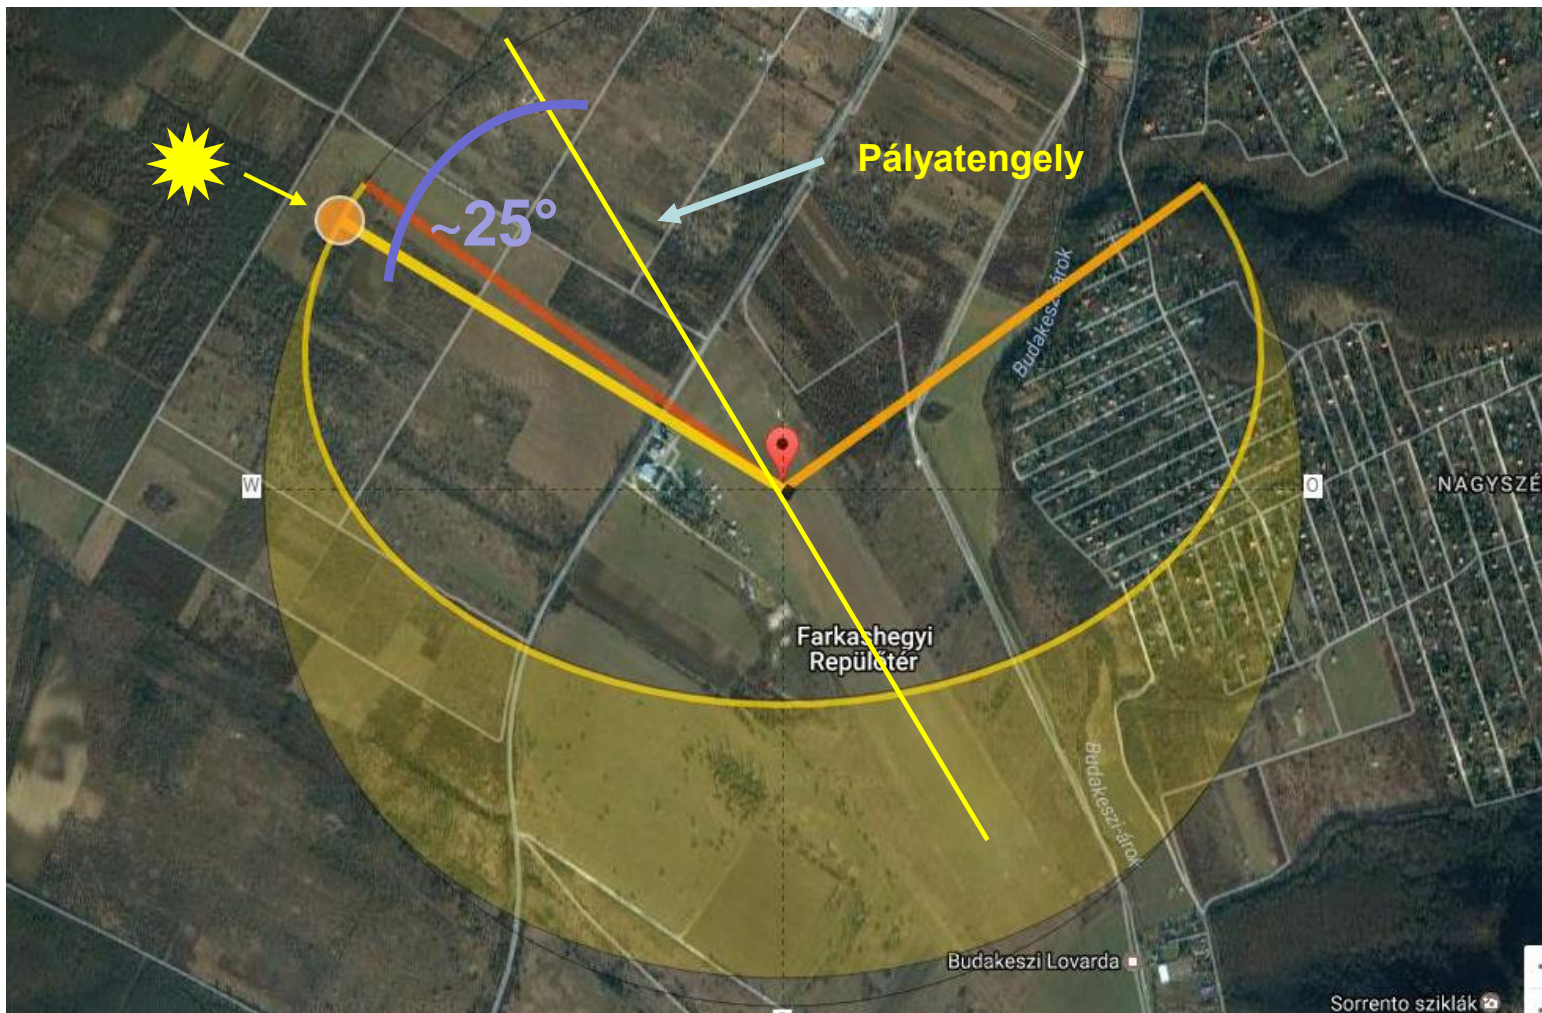 Pályatengely
~25°
Budakeszi-árok
W
O
NAGYSZÉ
Farkashegyi
Repülőtér
Budakeszi-árok
Budakeszi Lovarda
Sorrento sziklák